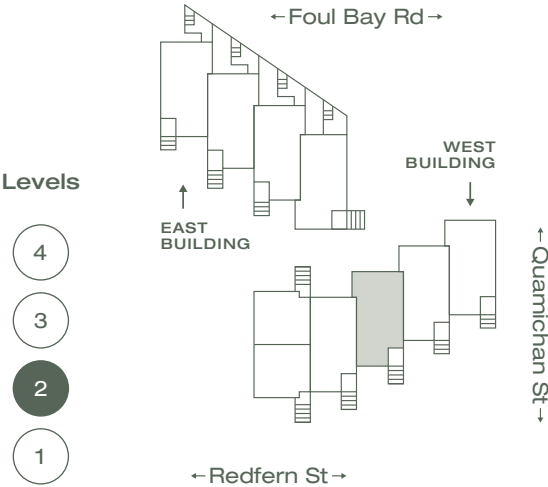 ←Foul Bay Rd→
WEST
BUILDING
Levels
EAST
BUILDING
4
3
2
1
←Quamichan St→
←Redfern St→